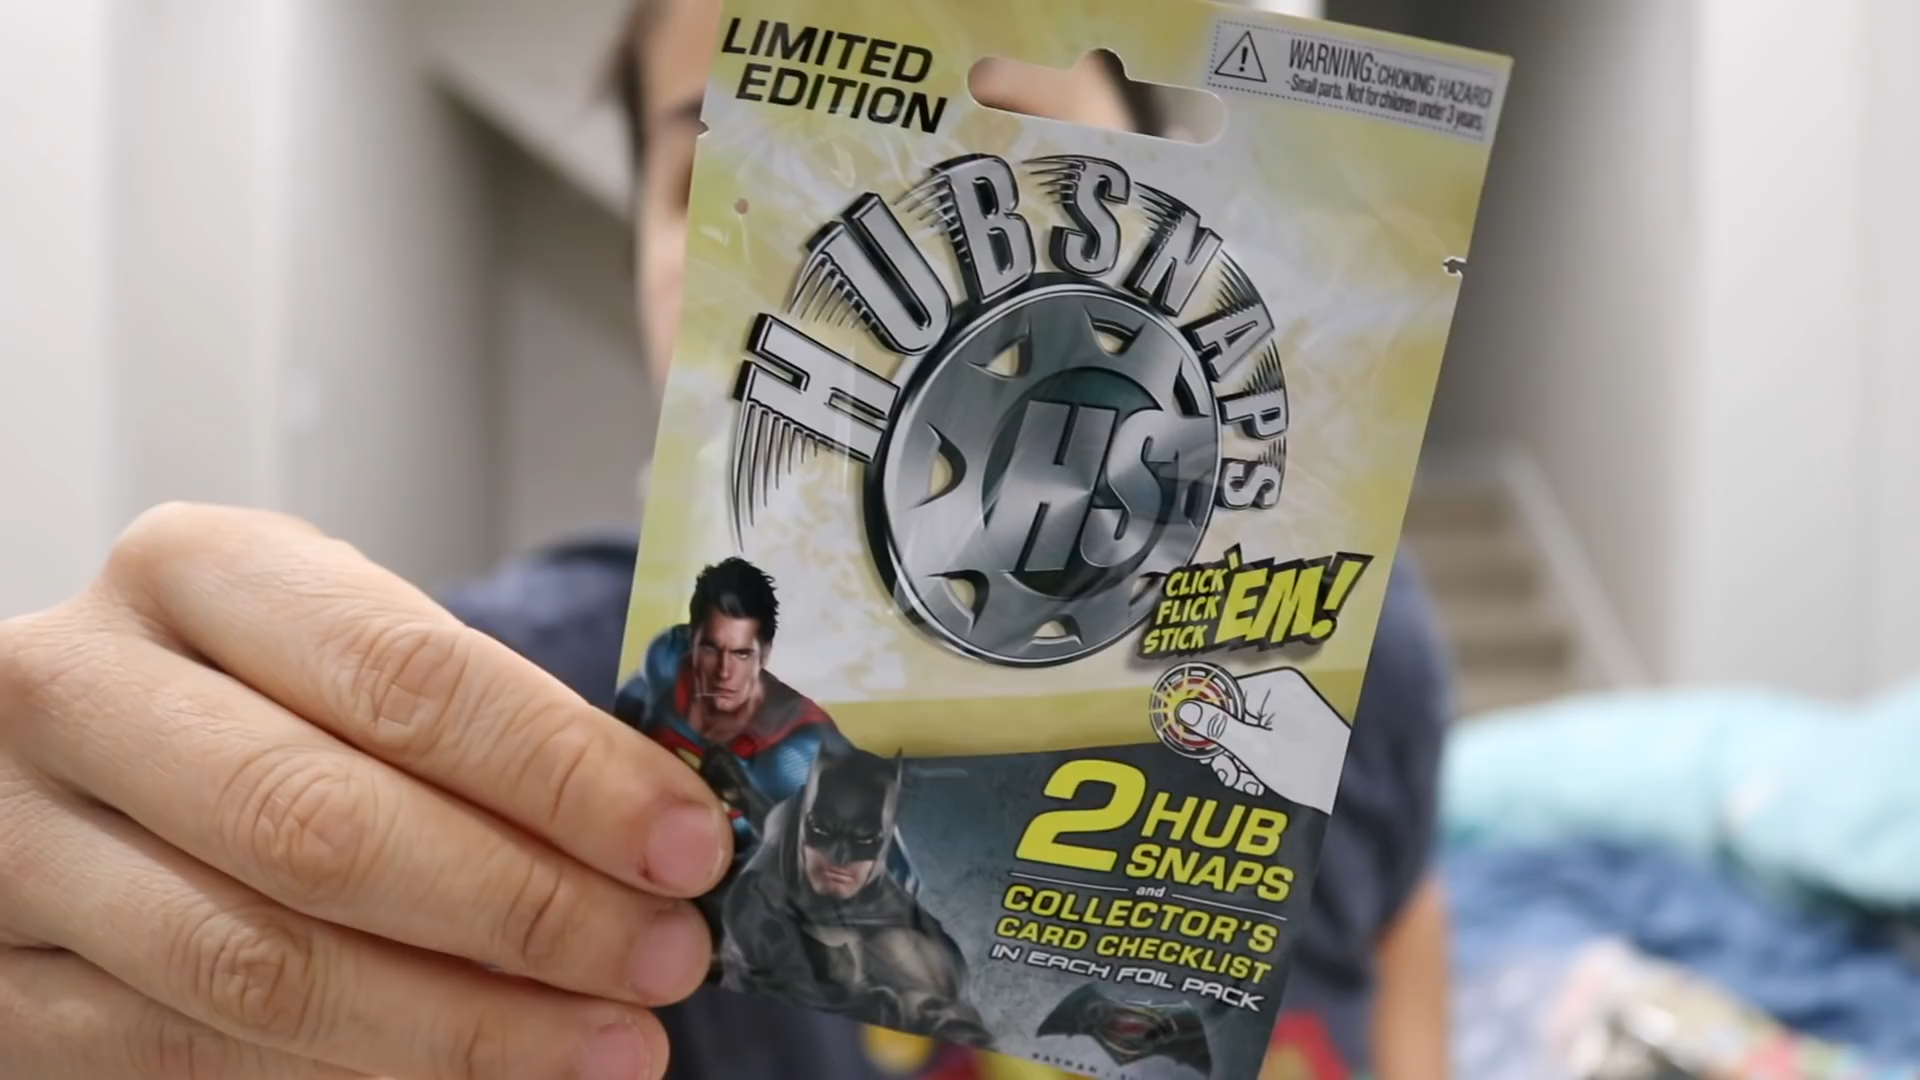 LIMITED
EDITION
WARNING: CHOKING HAZARD
-Small parts. Not for children under 3 years.
HUBSNAPS
HS
CLICK
FLICK
STICK
'EM!
2 HUB
SNAPS
and
COLLECTOR'S
CARD CHECKLIST
IN EACH FOIL PACK